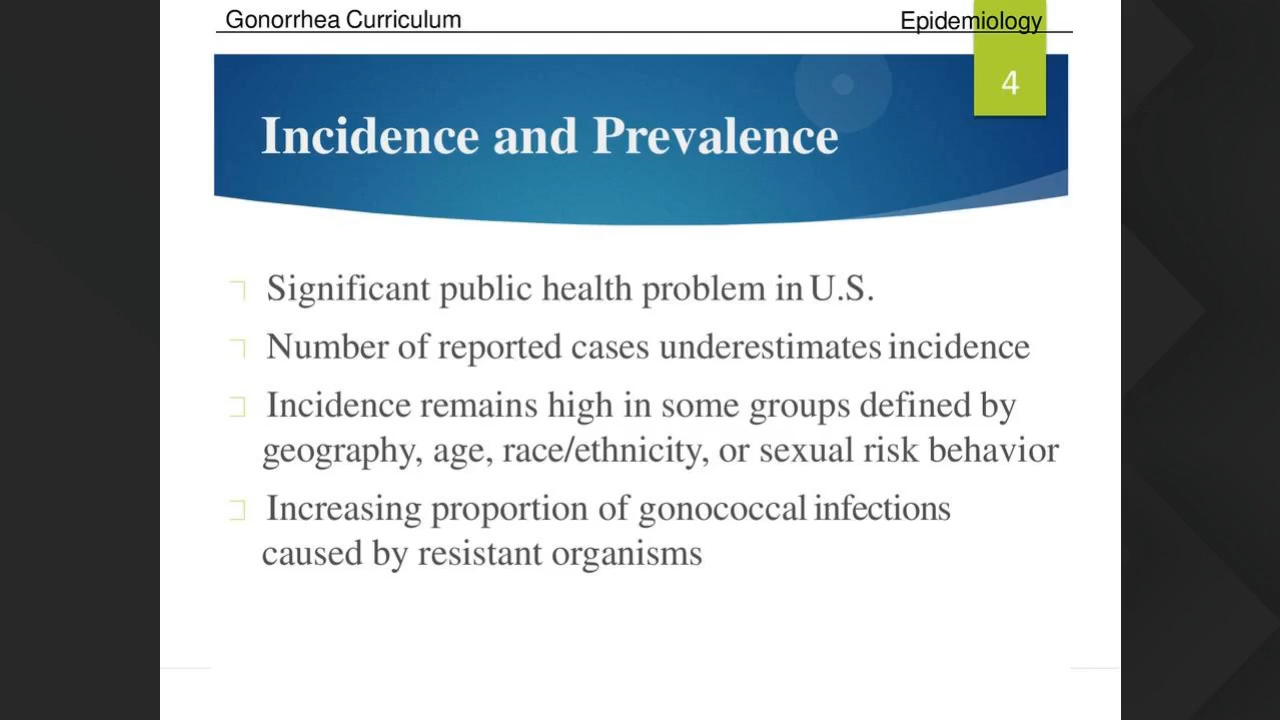 Gonorrhea Curriculum
Epidemiology
4
Incidence and Prevalence
Significant public health problem in U.S.
Number of reported cases underestimates incidence
Incidence remains high in some groups defined by
geography, age, race/ethnicity, or sexual risk behavior
Increasing proportion of gonococcal infections
caused by resistant organisms